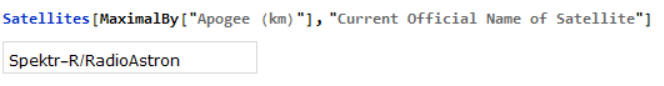 Satellites[MaximalBy["Apogee (km)"], "Current Official Name of Satellite"]
Spektr-R/RadioAstron